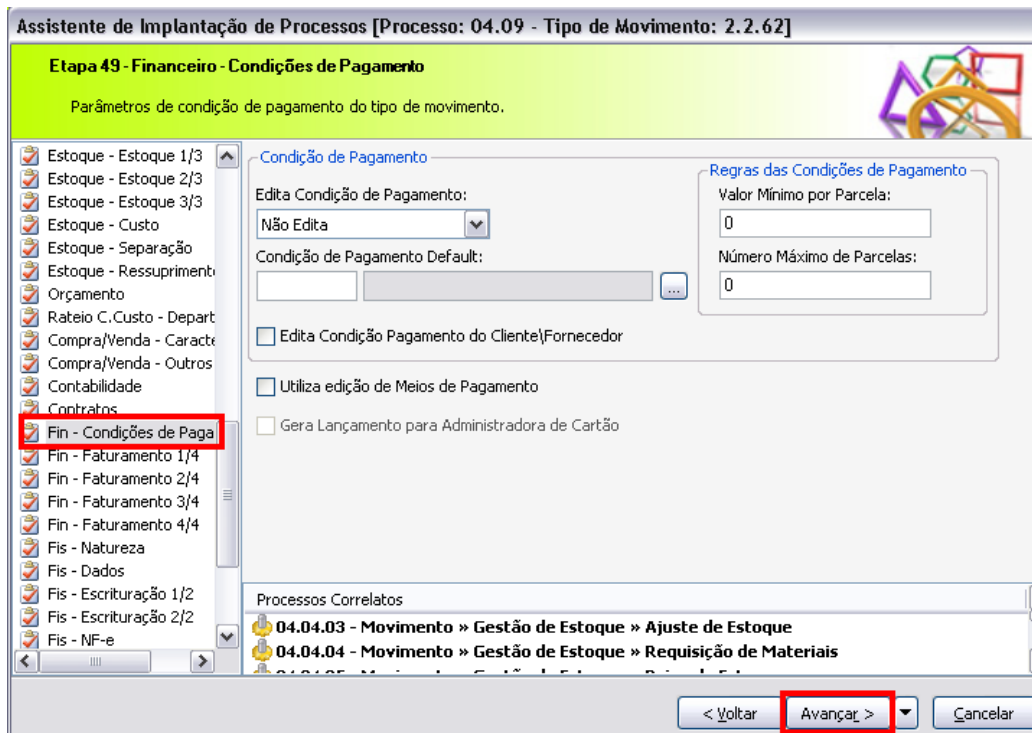 Assistente de Implantação de Processos [Processo: 04.09 - Tipo de Movimento: 2.2.62]
Etapa 49 - Financeiro - Condições de Pagamento
Parâmetros de condição de pagamento do tipo de movimento.
Estoque - Estoque 1/3
Estoque - Estoque 2/3
Estoque - Estoque 3/3
Estoque - Custo
Estoque - Separação
Estoque - Ressuprimento
Orçamento
Rateio C.Custo - Depart
Compra/Venda - Caracte
Compra/Venda - Outros
Contabilidade
Contratos
Fin - Condições de Paga
Fin - Faturamento 1/4
Fin - Faturamento 2/4
Fin - Faturamento 3/4
Fin - Faturamento 4/4
Fis - Natureza
Fis - Dados
Fis - Escrituração 1/2
Fis - Escrituração 2/2
Fis - NF-e
Condição de Pagamento
Edita Condição de Pagamento:
Não Edita
Condição de Pagamento Default:
...
Edita Condição Pagamento do Cliente\Fornecedor
Regras das Condições de Pagamento
Valor Mínimo por Parcela:
0
Número Máximo de Parcelas:
0
Utiliza edição de Meios de Pagamento
Gera Lançamento para Administradora de Cartão
Processos Correlatos
04.04.03 - Movimento » Gestão de Estoque » Ajuste de Estoque
04.04.04 - Movimento » Gestão de Estoque » Requisição de Materiais
< Voltar
Avançar >
Cancelar